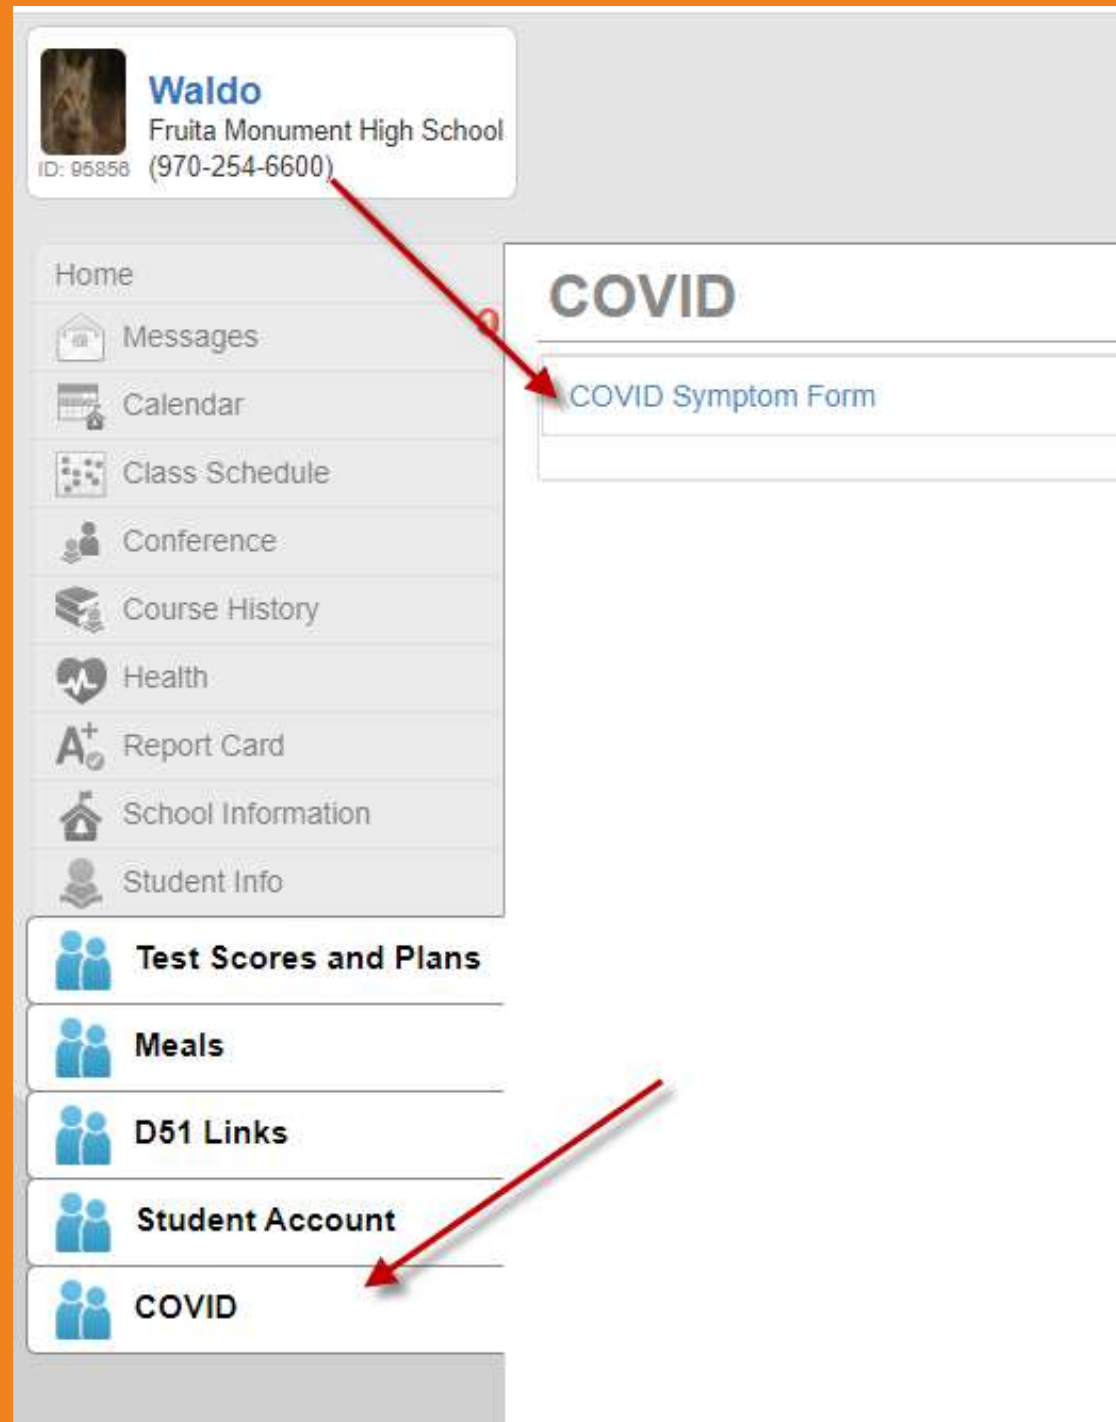 Waldo
Fruita Monument High School
ID: 95856 (970-254-6600)
Home
COVID
Messages
COVID Symptom Form
Calendar
Class Schedule
Conference
Course History
Health
Report Card
School Information
Student Info
Test Scores and Plans
Meals
D51 Links
Student Account
COVID